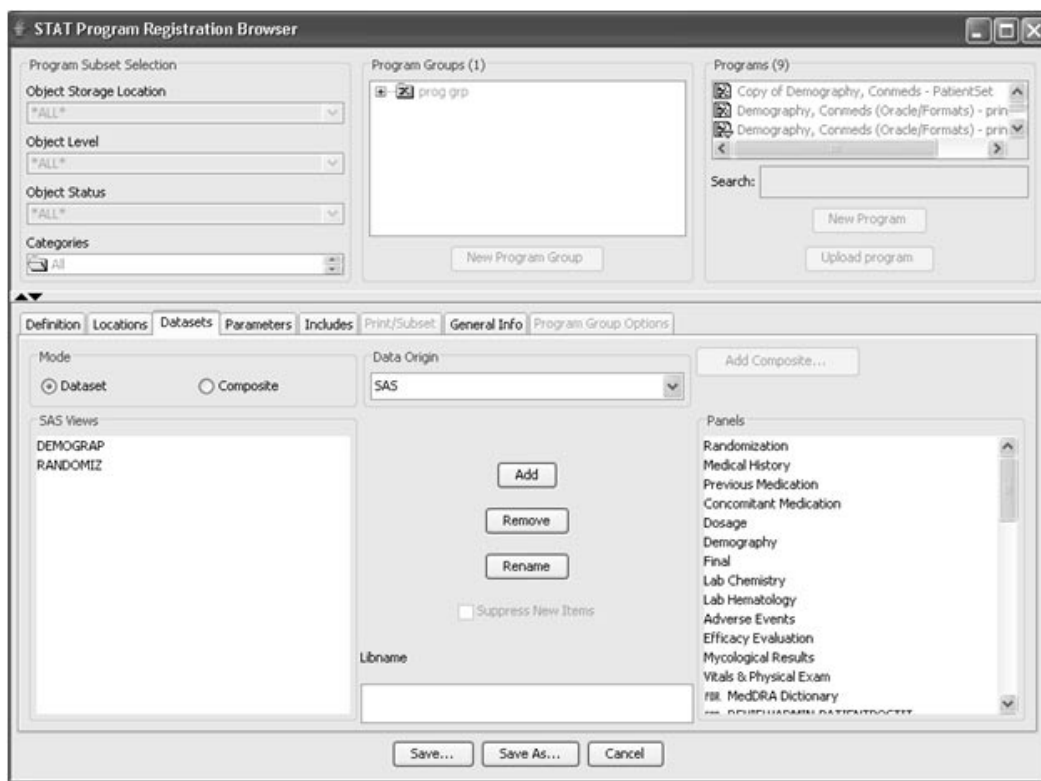 STAT Program Registration Browser
Program Subset Selection
Object Storage Location
*ALL*
Object Level
*ALL*
Object Status
*ALL*
Categories
All
Program Groups (1)
prog grp
New Program Group
Programs (9)
Copy of Demography, Conmeds - PatientSet
Demography, Conmeds (Oracle/Formats) - prin
Demography, Conmeds (Oracle/Formats) - prin
Search:
New Program
Upload program
Definition Locations Datasets Parameters Includes Print/Subset General Info Program Group Options
Mode
Dataset Composite
Data Origin
SAS
Add Composite...
SAS Views
DEMOGRAP
RANDOMIZ
Add
Remove
Rename
Suppress New Items
Libname
Panels
Randomization
Medical History
Previous Medication
Concomitant Medication
Dosage
Demography
Final
Lab Chemistry
Lab Hematology
Adverse Events
Efficacy Evaluation
Mycological Results
Vitals & Physical Exam
MedDRA Dictionary
Save... Save As... Cancel